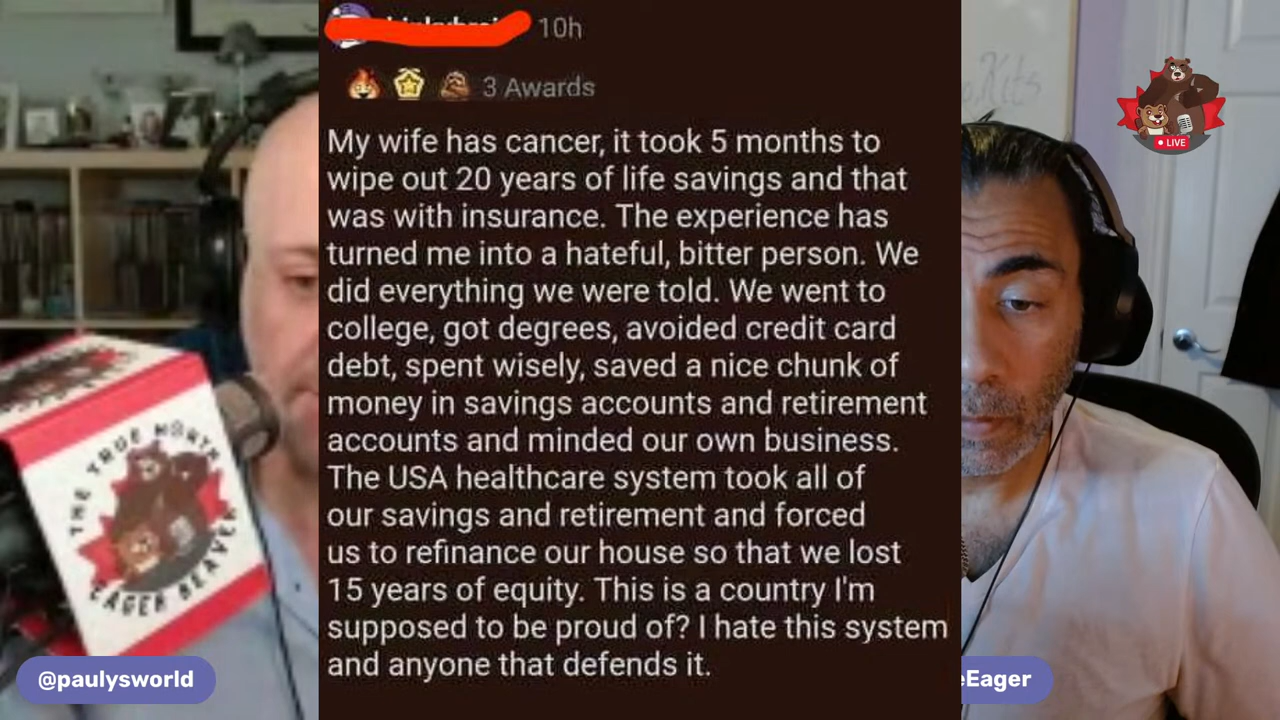 10h
3 Awards
My wife has cancer, it took 5 months to
wipe out 20 years of life savings and that
was with insurance. The experience has
turned me into a hateful, bitter person. We
did everything we were told. We went to
college, got degrees, avoided credit card
debt, spent wisely, saved a nice chunk of
money in savings accounts and retirement
accounts and minded our own business.
The USA healthcare system took all of
our savings and retirement and forced
us to refinance our house so that we lost
15 years of equity. This is a country I'm
supposed to be proud of? I hate this system
and anyone that defends it.
LIVE
THE TRUE NORTH
EAGER BEAVER
@paulysworld
eEager